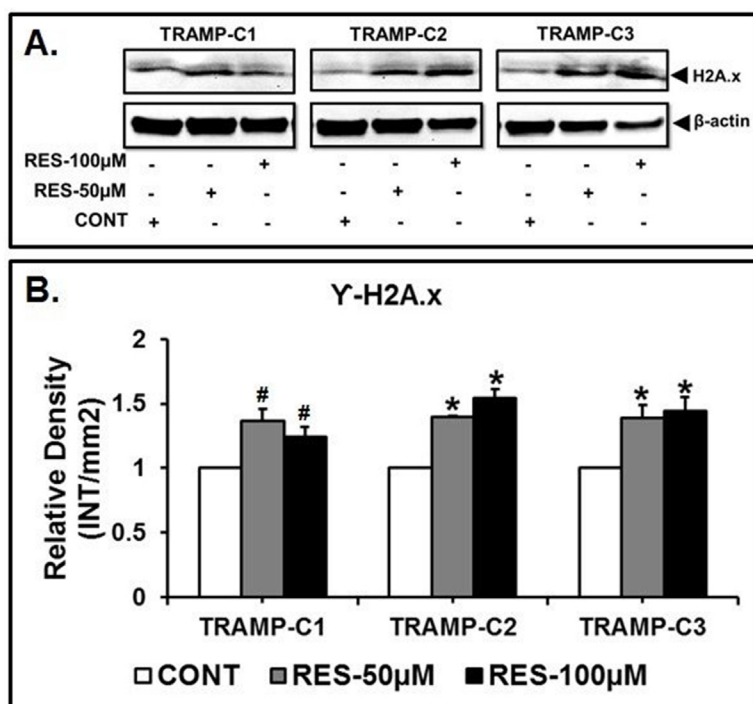 A.
TRAMP-C1 TRAMP-C2 TRAMP-C3
H2A.x
β-actin
RES-100μM - - + - - + - - +
RES-50μM - + - - + - - + -
CONT + - - + - - + - -
B.
ϒ-H2A.x
Relative Density
(INT/mm2)
2
1.5
1
0.5
0
# # * * * *
TRAMP-C1 TRAMP-C2 TRAMP-C3
CONT RES-50μM RES-100μM